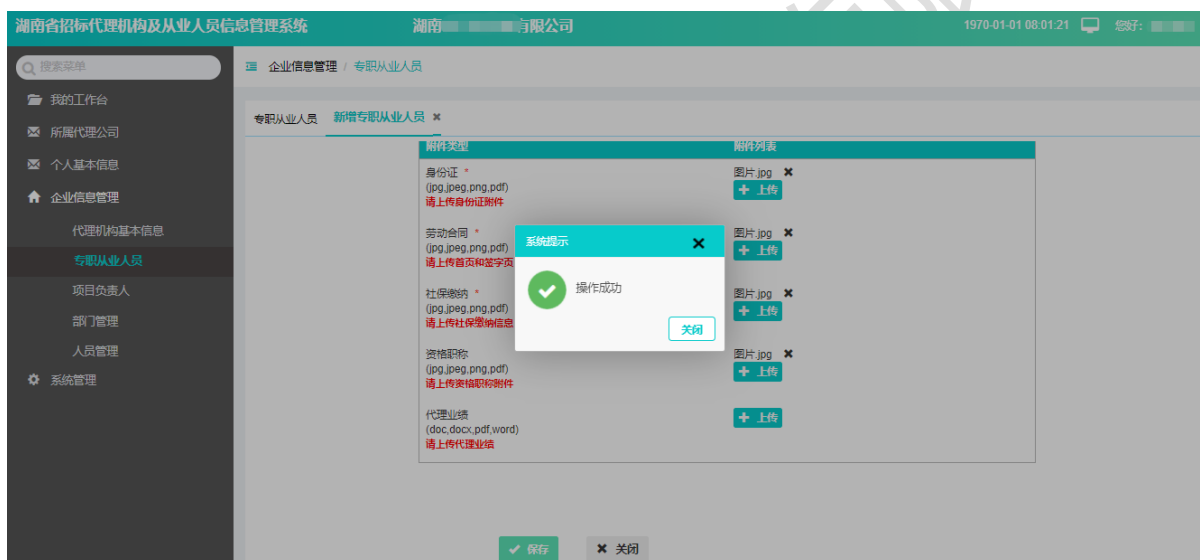 湖南省招标代理机构及从业人员信息管理系统 湖南 有限公司 1970-01-01 08:01:21 您好:
搜索菜单
企业信息管理 / 专职从业人员
我的工作台
所属代理公司
个人基本信息
企业信息管理
代理机构基本信息
专职从业人员
项目负责人
部门管理
人员管理
系统管理
专职从业人员 新增专职从业人员
附件类型 附件列表
身份证 * 图片.jpg
(jpg,jpeg,png,pdf) 上传
请上传身份证附件
劳动合同 * 图片.jpg
(jpg,jpeg,png,pdf) 上传
请上传首页和签字页
社保缴纳 * 图片.jpg
(jpg,jpeg,png,pdf) 上传
请上传社保缴纳信息
资格职称 图片.jpg
(jpg,jpeg,png,pdf) 上传
请上传资格职称附件
代理业绩 上传
(doc,docx,pdf,word)
请上传代理业绩
系统提示
操作成功
关闭
保存 关闭